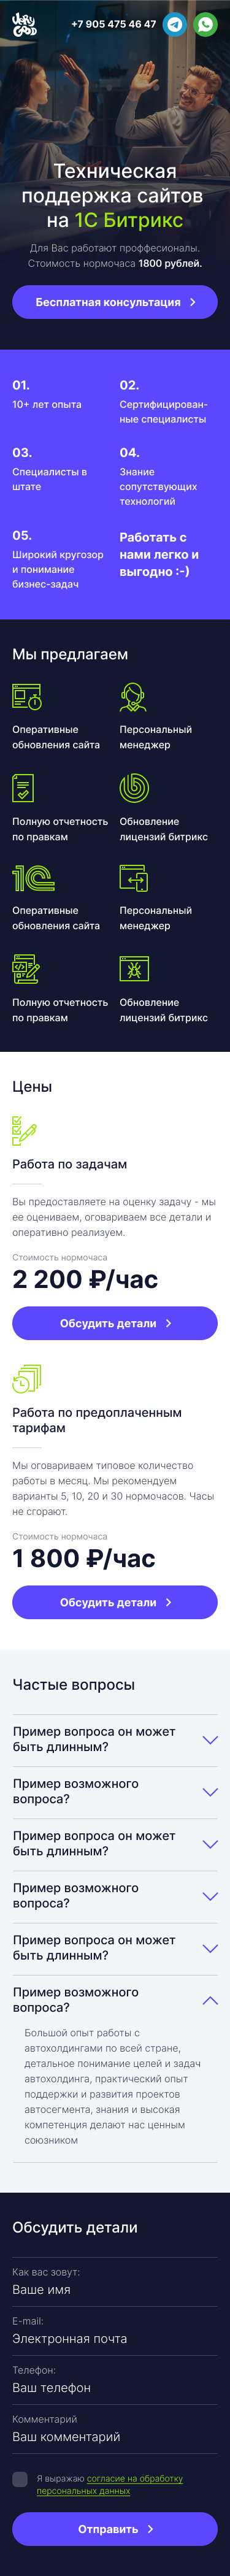 VERY
GOOD
+7 905 475 46 47
Техническая
поддержка сайтов
на 1С Битрикс
Для Вас работают проффесионалы.
Стоимость нормочаса 1800 рублей.
Бесплатная консультация
01.
10+ лет опыта
02.
Сертифицирован-
ные специалисты
03.
Специалисты в
штате
04.
Знание
сопутствующих
технологий
05.
Широкий кругозор
и понимание
бизнес-задач
Работать с
нами легко и
выгодно :-)
Мы предлагаем
Оперативные
обновления сайта
Персональный
менеджер
Полную отчетность
по правкам
Обновление
лицензий битрикс
1С
Оперативные
обновления сайта
Персональный
менеджер
Полную отчетность
по правкам
Обновление
лицензий битрикс
Цены
Работа по задачам
Вы предоставляете на оценку задачу - мы
ее оцениваем, оговариваем все детали и
оперативно реализуем.
Стоимость нормочаса
2 200 ₽/час
Обсудить детали
Работа по предоплаченным
тарифам
Мы оговариваем типовое количество
работы в месяц. Мы рекомендуем
варианты 5, 10, 20 и 30 нормочасов. Часы
не сгорают.
Стоимость нормочаса
1 800 ₽/час
Обсудить детали
Частые вопросы
Пример вопроса он может
быть длинным?
Пример возможного
вопроса?
Пример вопроса он может
быть длинным?
Пример возможного
вопроса?
Пример вопроса он может
быть длинным?
Пример возможного
вопроса?
Большой опыт работы с
автохолдингами по всей стране,
детальное понимание целей и задач
автохолдинга, практический опыт
поддержки и развития проектов
автосегмента, знания и высокая
компетенция делают нас ценным
союзником
Обсудить детали
Как вас зовут:
Ваше имя
E-mail:
Электронная почта
Телефон:
Ваш телефон
Комментарий
Ваш комментарий
Я выражаю согласие на обработку
персональных данных
Отправить